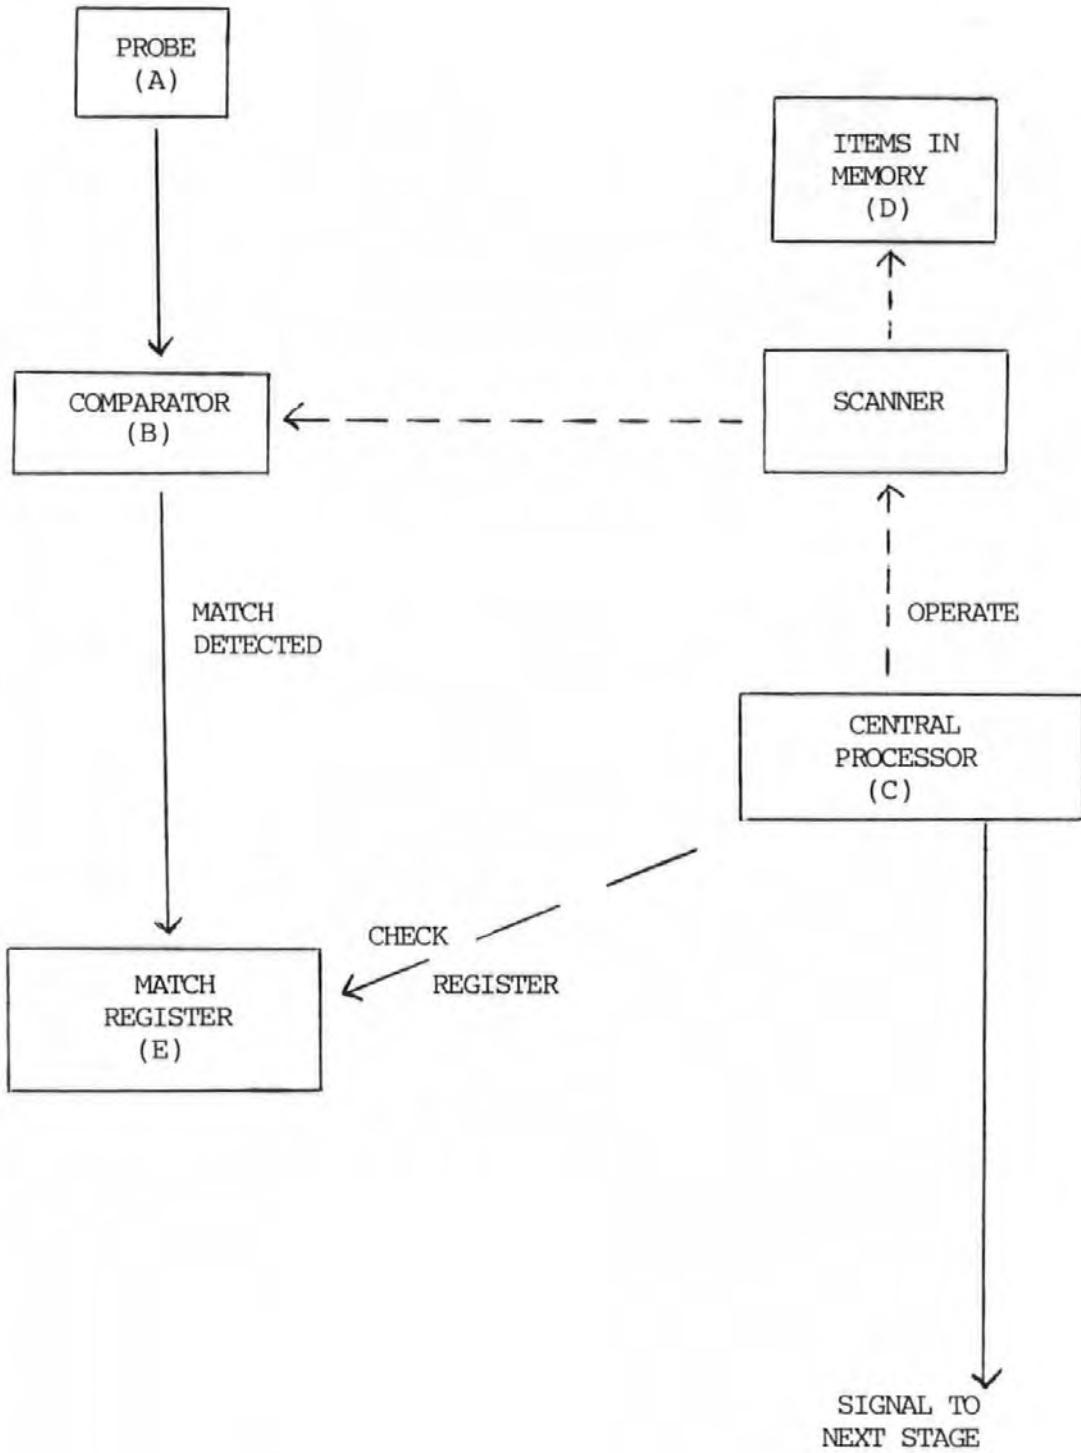 PROBE
(A)
ITEMS IN
MEMORY
(D)
COMPARATOR
(B)
SCANNER
MATCH
DETECTED
OPERATE
CENTRAL
PROCESSOR
(C)
CHECK
REGISTER
MATCH
REGISTER
(E)
SIGNAL TO
NEXT STAGE